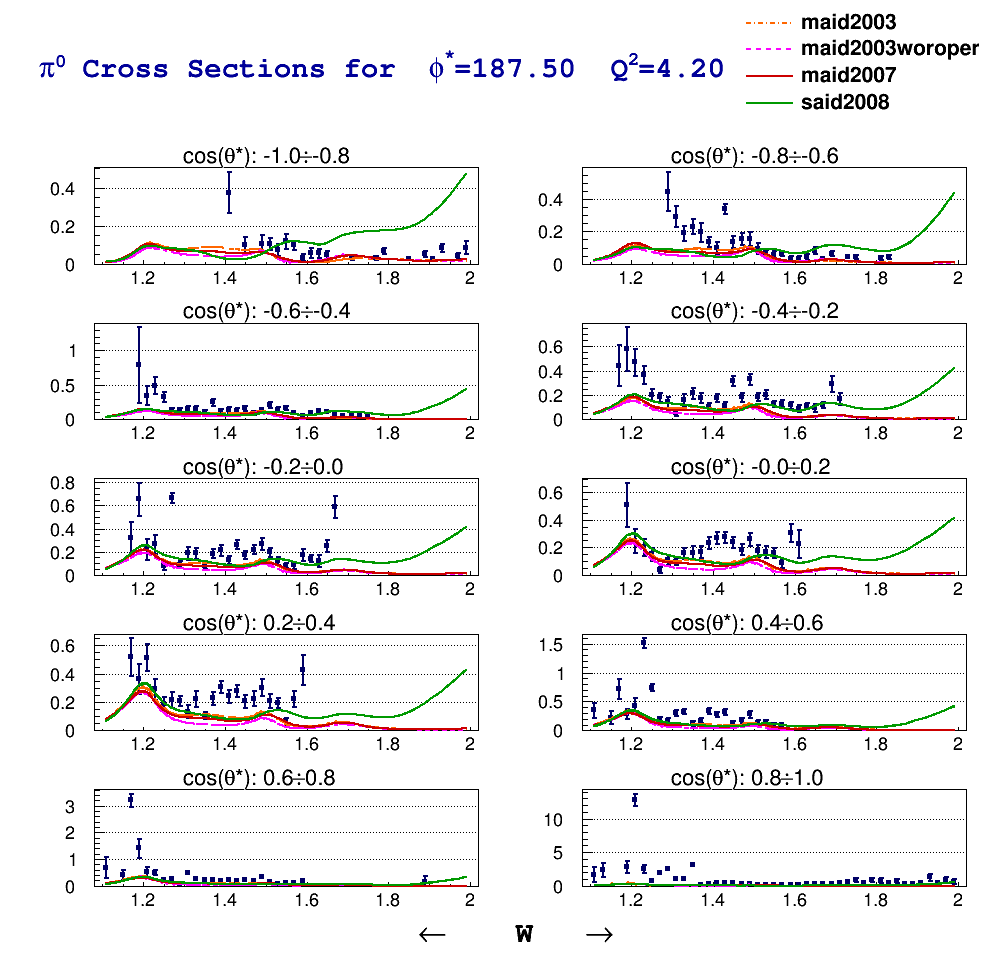 maid2003
maid2003woroper
maid2007
said2008
π⁰ Cross Sections for ϕ*=187.50 Q²=4.20
cos(θ*): -1.0÷-0.8
0.4
0.2
0
1.2 1.4 1.6 1.8 2
cos(θ*): -0.8÷-0.6
0.4
0.2
0
1.2 1.4 1.6 1.8 2
cos(θ*): -0.6÷-0.4
1
0.5
0
1.2 1.4 1.6 1.8 2
cos(θ*): -0.4÷-0.2
0.6
0.4
0.2
0
1.2 1.4 1.6 1.8 2
cos(θ*): -0.2÷0.0
0.8
0.6
0.4
0.2
0
1.2 1.4 1.6 1.8 2
cos(θ*): -0.0÷0.2
0.6
0.4
0.2
0
1.2 1.4 1.6 1.8 2
cos(θ*): 0.2÷0.4
0.6
0.4
0.2
0
1.2 1.4 1.6 1.8 2
cos(θ*): 0.4÷0.6
1.5
1
0.5
0
1.2 1.4 1.6 1.8 2
cos(θ*): 0.6÷0.8
3
2
1
0
1.2 1.4 1.6 1.8 2
cos(θ*): 0.8÷1.0
10
5
0
1.2 1.4 1.6 1.8 2
← W →